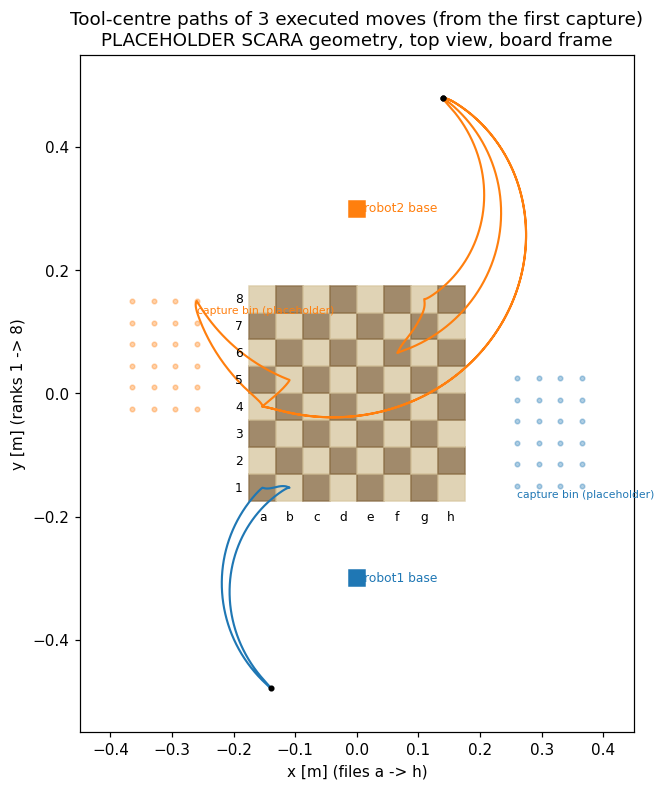 Tool-centre paths of 3 executed moves (from the first capture)
PLACEHOLDER SCARA geometry, top view, board frame
0.4
robot2 base
0.2
8
capture bin (placeholder)
7
6
5
0.0
4
3
2
1
capture bin (placeholder)
−0.2
a b c d e f g h
robot1 base
−0.4
y [m] (ranks 1 -> 8)
−0.4 −0.3 −0.2 −0.1 0.0 0.1 0.2 0.3 0.4
x [m] (files a -> h)